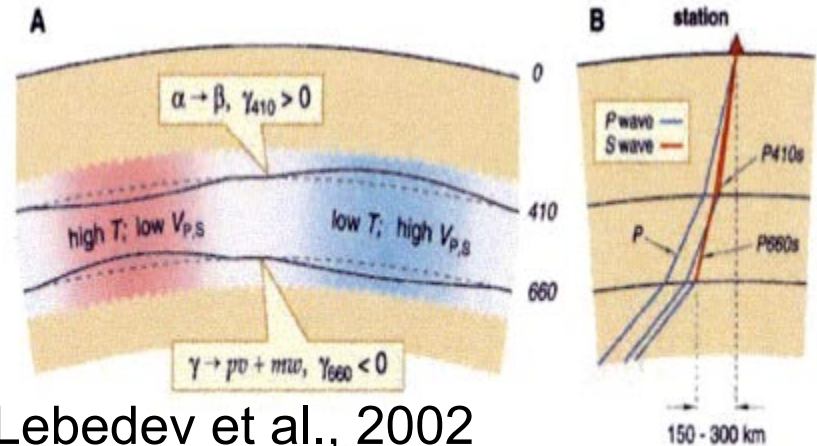 A
0
α → β, γ410 > 0
410
high T; low VP,S
low T; high VP,S
660
γ → pv + mw, γ660 < 0
Lebedev et al., 2002
B
station
P wave
S wave
P410s
P
P660s
150 - 300 km